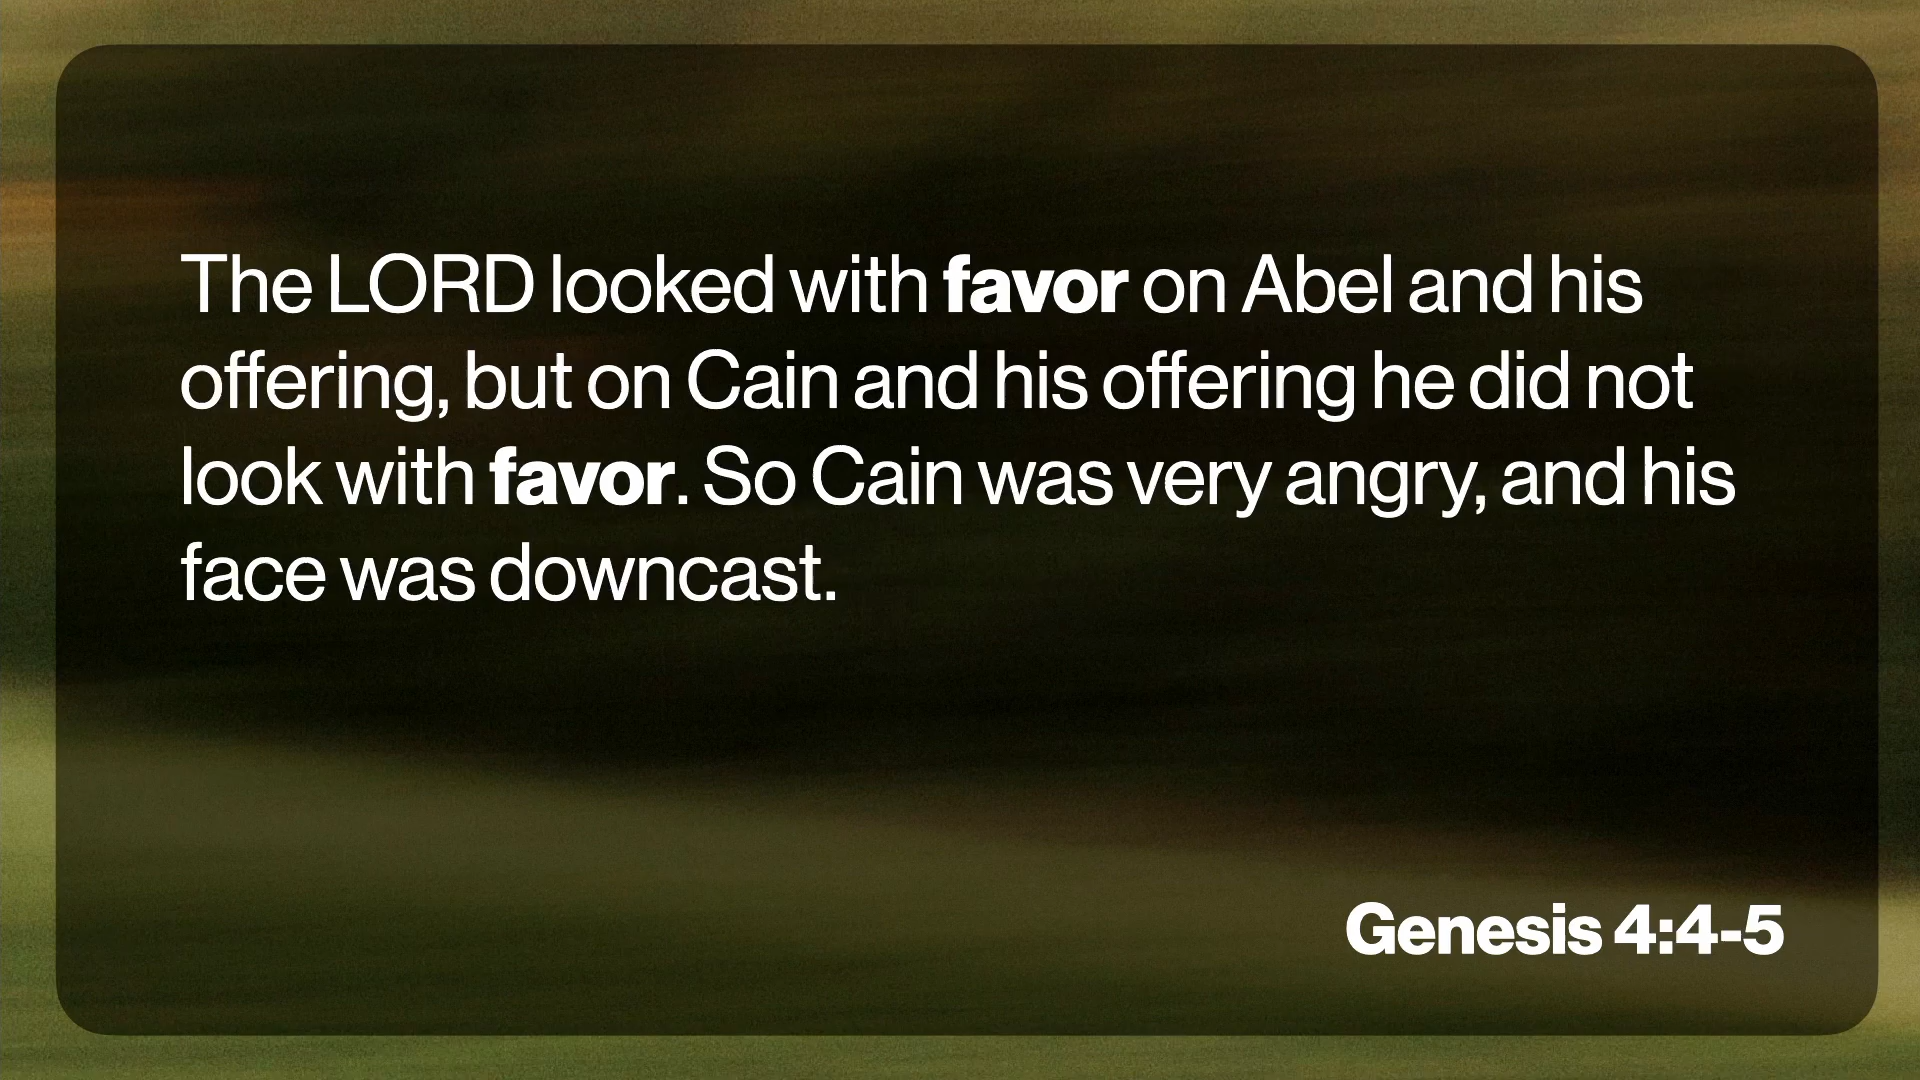 The LORD looked with favor on Abel and his
offering, but on Cain and his offering he did not
look with favor. So Cain was very angry, and his
face was downcast.
Genesis 4:4-5